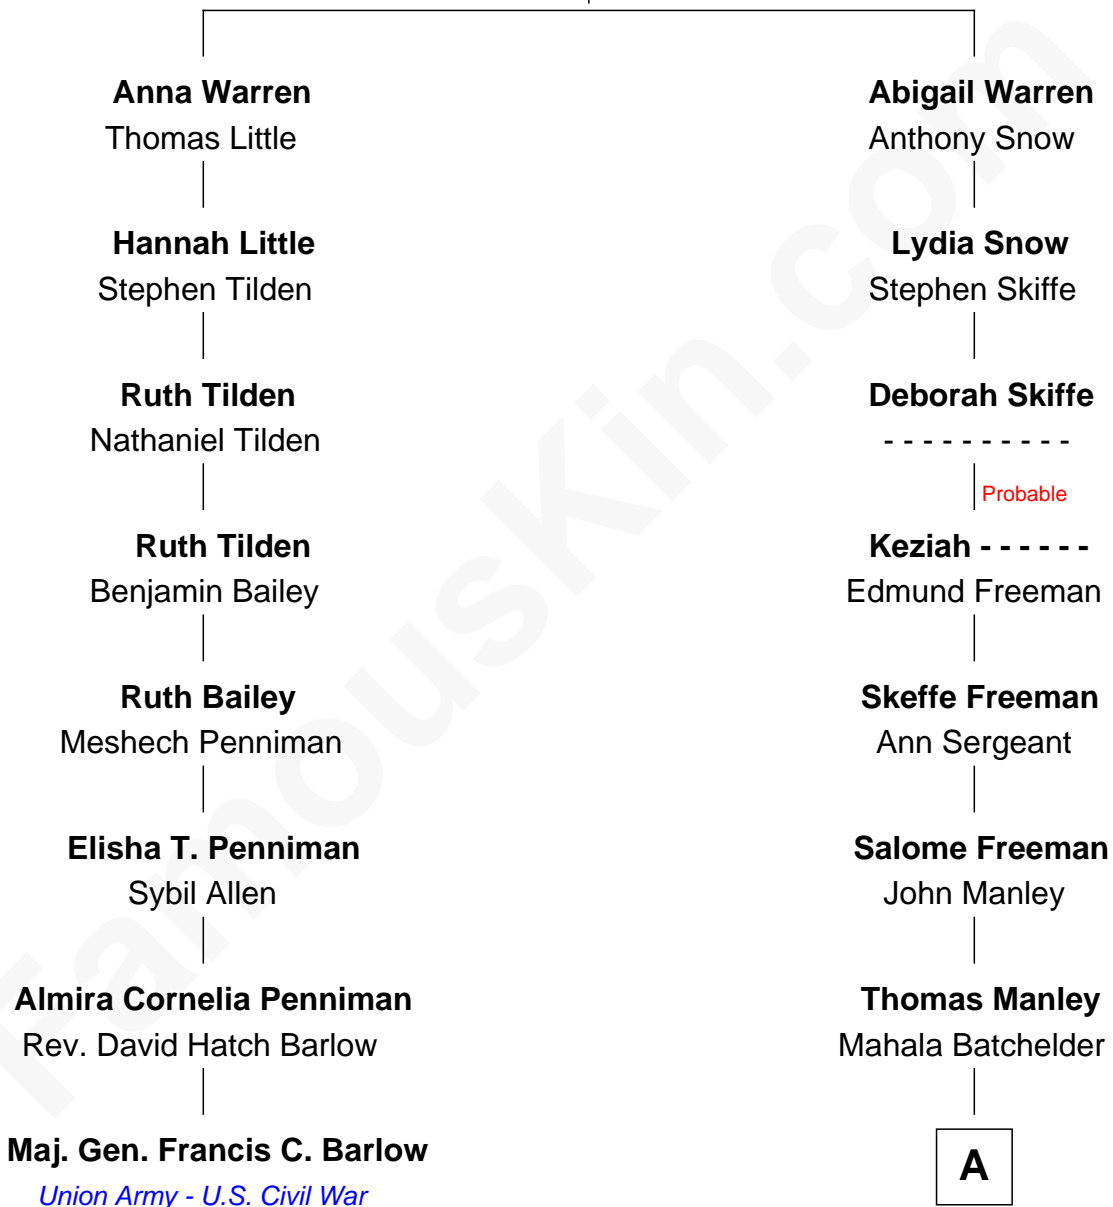 Anna Warren
Thomas Little
Abigail Warren
Anthony Snow
Hannah Little
Stephen Tilden
Lydia Snow
Stephen Skiffe
Ruth Tilden
Nathaniel Tilden
Deborah Skiffe
- - - - - - - - - -
Probable
Ruth Tilden
Benjamin Bailey
Keziah - - - - - -
Edmund Freeman
Ruth Bailey
Meshech Penniman
Skeffe Freeman
Ann Sergeant
Elisha T. Penniman
Sybil Allen
Salome Freeman
John Manley
Almira Cornelia Penniman
Rev. David Hatch Barlow
Thomas Manley
Mahala Batchelder
Maj. Gen. Francis C. Barlow
Union Army - U.S. Civil War
A
FamousKin.com